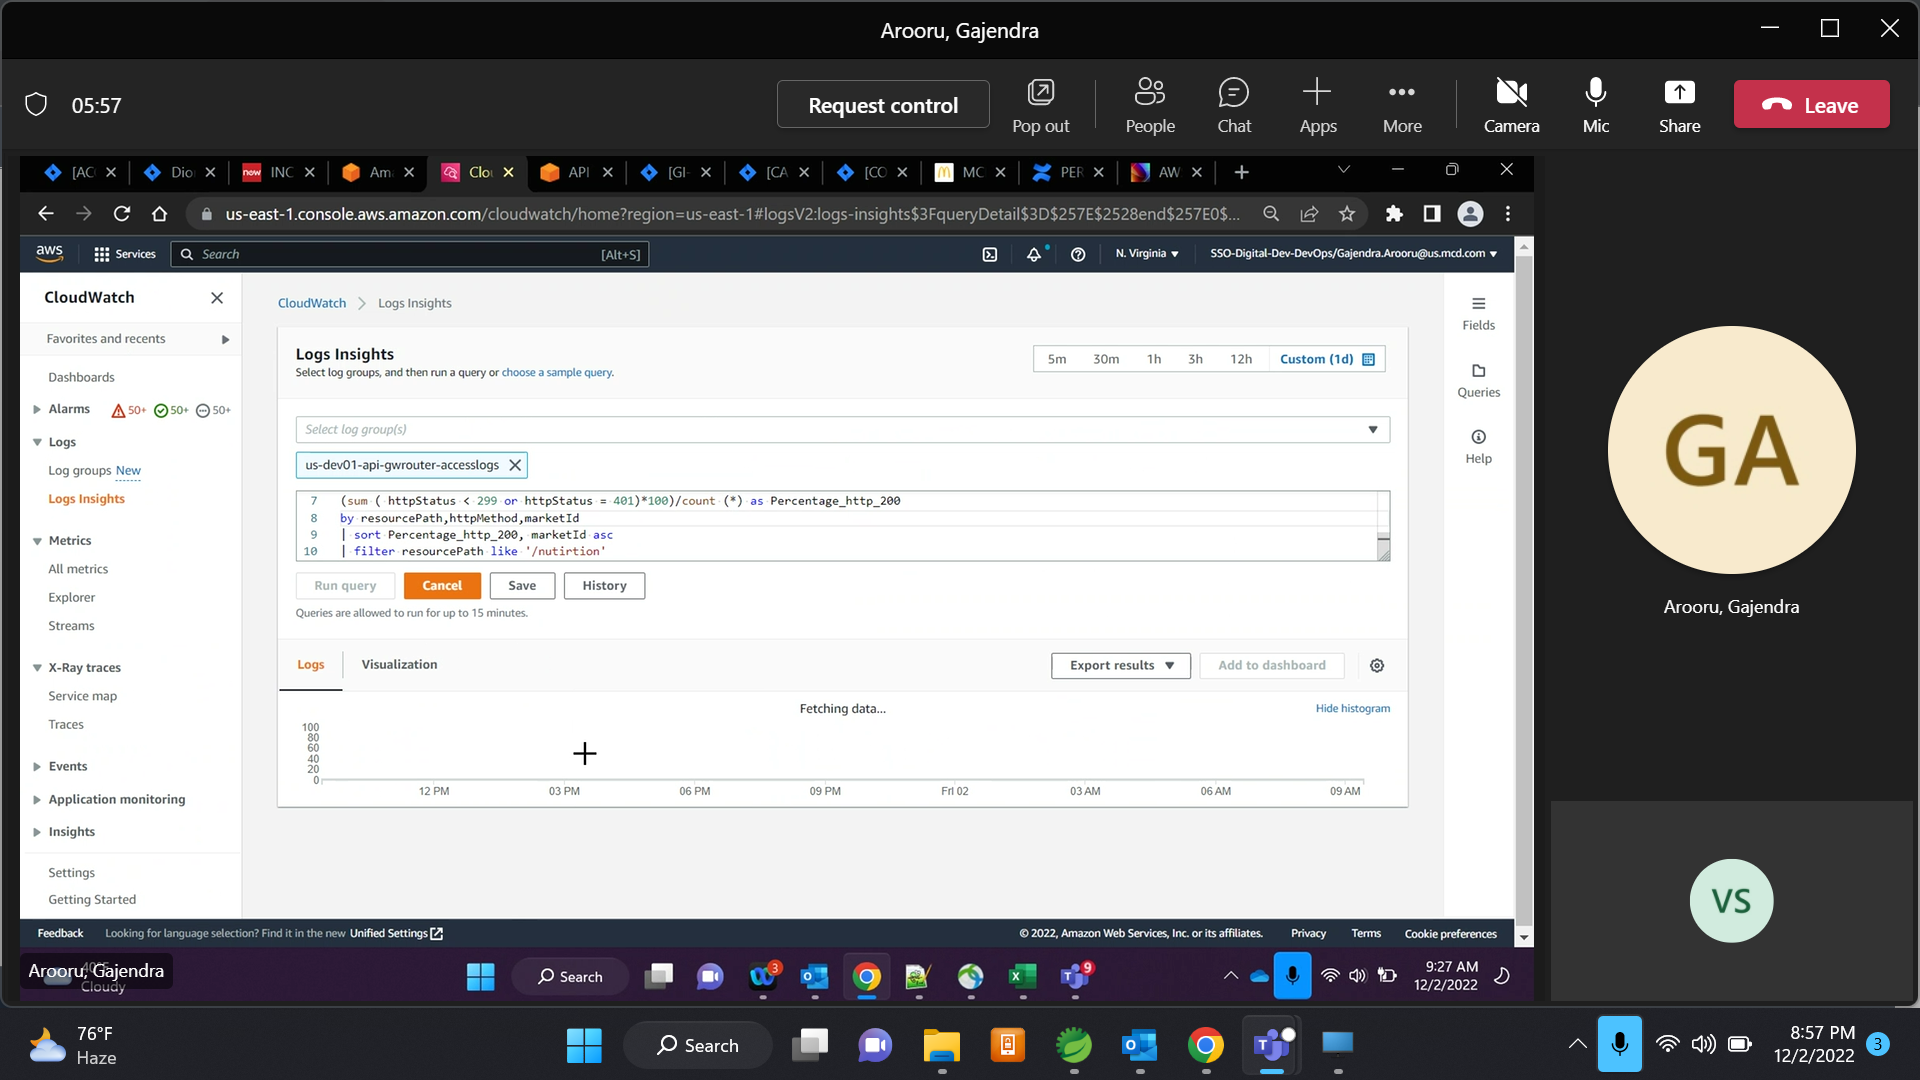 Arooru, Gajendra
05:57
Request control
Pop out
People
Chat
Apps
More
Camera
Mic
Share
Leave
[AC
Dio
now INC
Ama
Clou
API
[GI-
[CA
[CO
MC
PER
AW
us-east-1.console.aws.amazon.com/cloudwatch/home?region=us-east-1#logsV2:logs-insights$3FqueryDetail$3D$257E$2528end$257E0$...
aws
Services
Search
[Alt+S]
N. Virginia
SSO-Digital-Dev-DevOps/Gajendra.Arooru@us.mcd.com
CloudWatch
Favorites and recents
Dashboards
Alarms 50+ 50+ 50+
Logs
Log groups New
Logs Insights
Metrics
All metrics
Explorer
Streams
X-Ray traces
Service map
Traces
Events
Application monitoring
Insights
Settings
Getting Started
CloudWatch > Logs Insights
Logs Insights
Select log groups, and then run a query or choose a sample query.
5m 30m 1h 3h 12h Custom (1d)
Select log group(s)
us-dev01-api-gwrouter-accesslogs
7 (sum ( httpStatus < 299 or httpStatus = 401)*100)/count (*) as Percentage_http_200
8 by resourcePath,httpMethod,marketId
9 | sort Percentage_http_200, marketId asc
10 | filter resourcePath like '/nutirtion'
Run query
Cancel
Save
History
Queries are allowed to run for up to 15 minutes.
Logs
Visualization
Export results
Add to dashboard
Fetching data...
Hide histogram
100
80
60
40
20
0
12 PM 03 PM 06 PM 09 PM Fri 02 03 AM 06 AM 09 AM
Fields
Queries
Help
Feedback
Looking for language selection? Find it in the new Unified Settings
© 2022, Amazon Web Services, Inc. or its affiliates.
Privacy
Terms
Cookie preferences
GA
Arooru, Gajendra
VS
Arooru, Gajendra
Cloudy
Search
3
9
9:27 AM
12/2/2022
76°F
Haze
Search
8:57 PM
12/2/2022
3